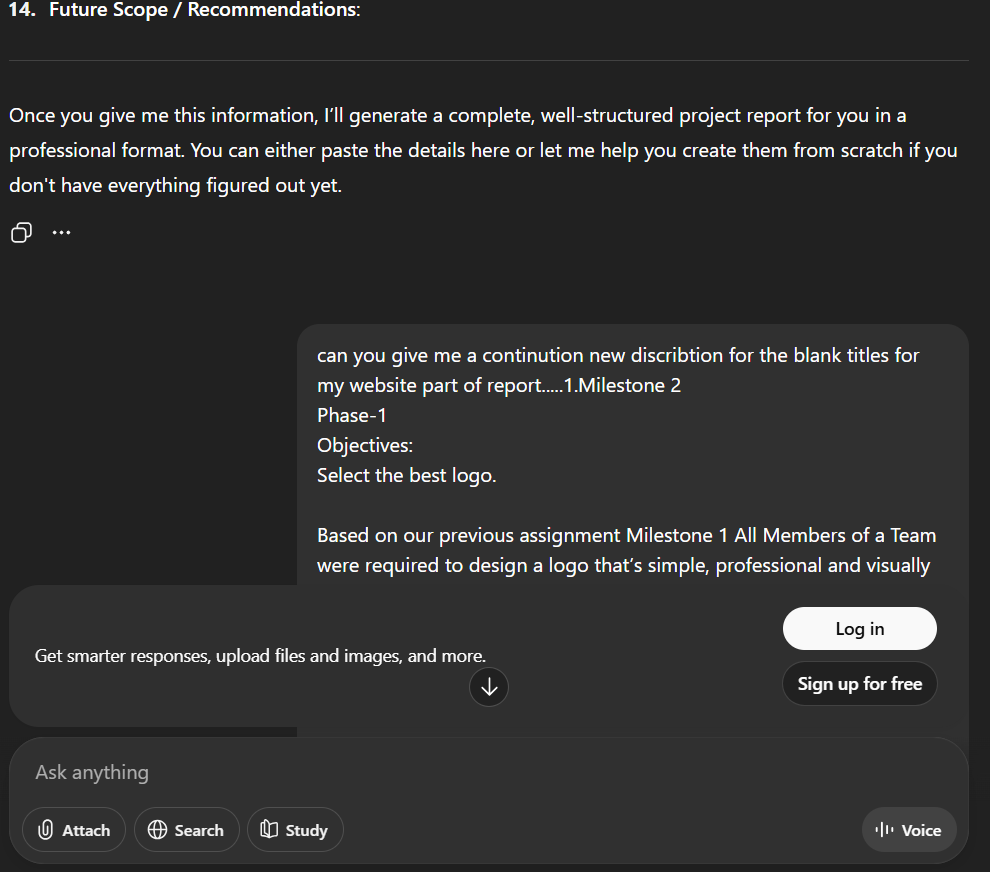 14. Future Scope / Recommendations:
Once you give me this information, I’ll generate a complete, well-structured project report for you in a
professional format. You can either paste the details here or let me help you create them from scratch if you
don't have everything figured out yet.
can you give me a continution new discribtion for the blank titles for
my website part of report.....1.Milestone 2
Phase-1
Objectives:
Select the best logo.
Based on our previous assignment Milestone 1 All Members of a Team
were required to design a logo that’s simple, professional and visually
Get smarter responses, upload files and images, and more.
Log in
Sign up for free
Ask anything
Attach
Search
Study
Voice